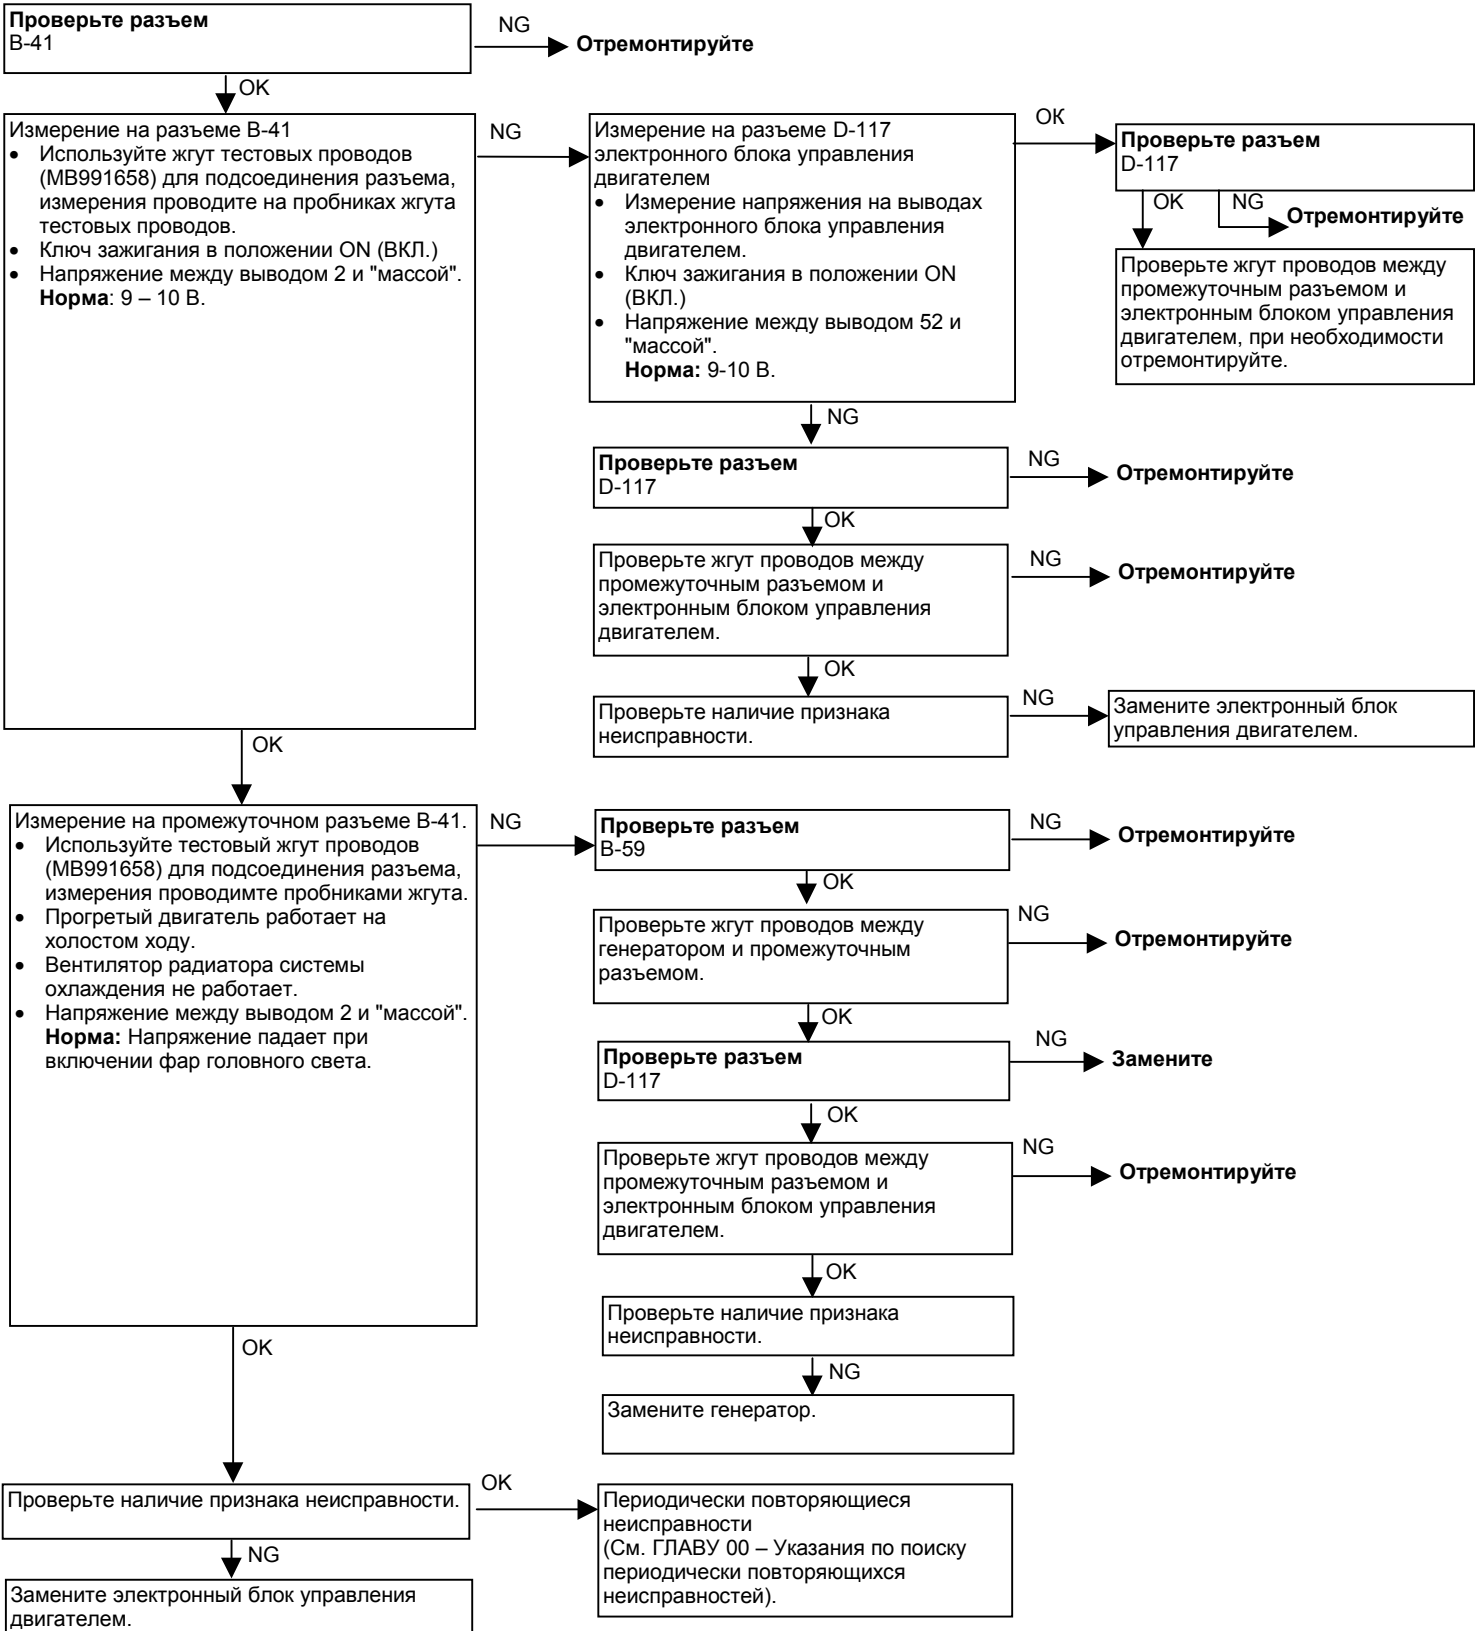 Проверьте разъем
B-41
NG
Отремонтируйте
OK
Измерение на разъеме B-41
• Используйте жгут тестовых проводов
(MB991658) для подсоединения разъема,
измерения проводите на пробниках жгута
тестовых проводов.
• Ключ зажигания в положении ON (ВКЛ.)
• Напряжение между выводом 2 и "массой".
Норма: 9 – 10 В.
NG
Измерение на разъеме D-117
электронного блока управления
двигателем
• Измерение напряжения на выводах
электронного блока управления
двигателем.
• Ключ зажигания в положении ON
(ВКЛ.)
• Напряжение между выводом 52 и
"массой".
Норма: 9-10 В.
OK
Проверьте разъем
D-117
OK
NG
Отремонтируйте
Проверьте жгут проводов между
промежуточным разъемом и
электронным блоком управления
двигателем, при необходимости
отремонтируйте.
NG
Проверьте разъем
D-117
NG
Отремонтируйте
OK
Проверьте жгут проводов между
промежуточным разъемом и
электронным блоком управления
двигателем.
NG
Отремонтируйте
OK
Проверьте наличие признака
неисправности.
NG
Замените электронный блок
управления двигателем.
OK
Измерение на промежуточном разъеме B-41.
• Используйте тестовый жгут проводов
(MB991658) для подсоединения разъема,
измерения проводимте пробниками жгута.
• Прогретый двигатель работает на
холостом ходу.
• Вентилятор радиатора системы
охлаждения не работает.
• Напряжение между выводом 2 и "массой".
Норма: Напряжение падает при
включении фар головного света.
NG
Проверьте разъем
B-59
NG
Отремонтируйте
OK
Проверьте жгут проводов между
генератором и промежуточным
разъемом.
NG
Отремонтируйте
OK
Проверьте разъем
D-117
NG
Замените
OK
Проверьте жгут проводов между
промежуточным разъемом и
электронным блоком управления
двигателем.
NG
Отремонтируйте
OK
Проверьте наличие признака
неисправности.
NG
Замените генератор.
OK
Проверьте наличие признака неисправности.
OK
Периодически повторяющиеся
неисправности
(См. ГЛАВУ 00 – Указания по поиску
периодически повторяющихся
неисправностей).
NG
Замените электронный блок управления
двигателем.